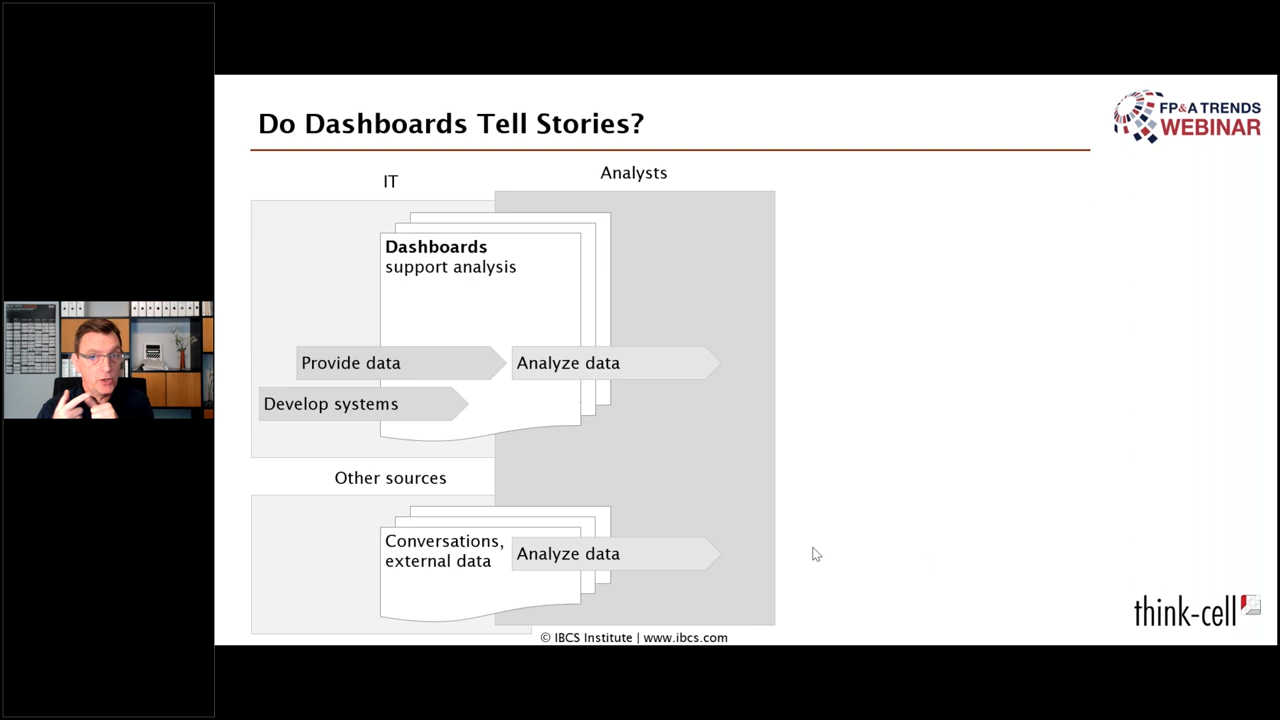 Do Dashboards Tell Stories?
FP&A TRENDS
WEBINAR
IT
Analysts
Dashboards
support analysis
Provide data
Analyze data
Develop systems
Other sources
Conversations,
external data
Analyze data
think-cell
© IBCS Institute | www.ibcs.com